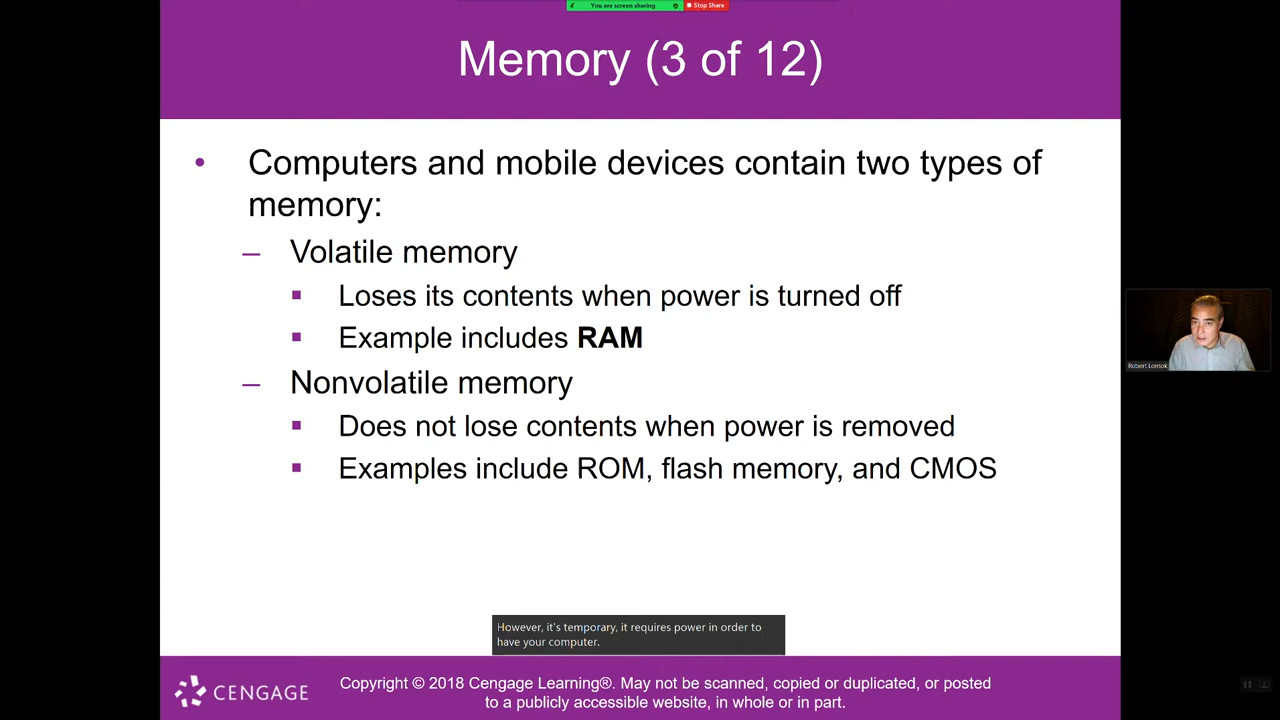 You are screen sharing
Stop Share
Memory (3 of 12)
• Computers and mobile devices contain two types of
memory:
– Volatile memory
▪ Loses its contents when power is turned off
▪ Example includes RAM
– Nonvolatile memory
▪ Does not lose contents when power is removed
▪ Examples include ROM, flash memory, and CMOS
Robert Lontok
However, it's temporary, it requires power in order to
have your computer.
CENGAGE
Copyright © 2018 Cengage Learning®. May not be scanned, copied or duplicated, or posted
to a publicly accessible website, in whole or in part.